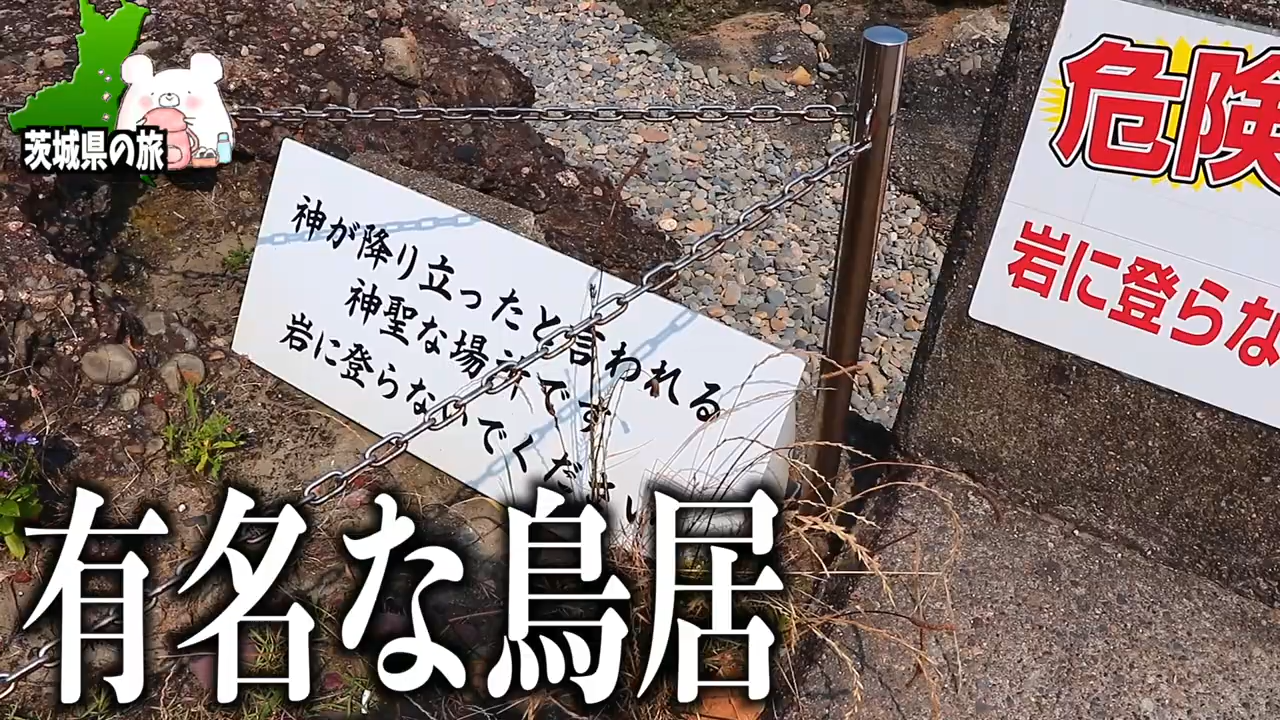 茨城県の旅
神が降り立ったと言われる
神聖な場所です
岩に登らないでください
危険
岩に登らな
有名な鳥居